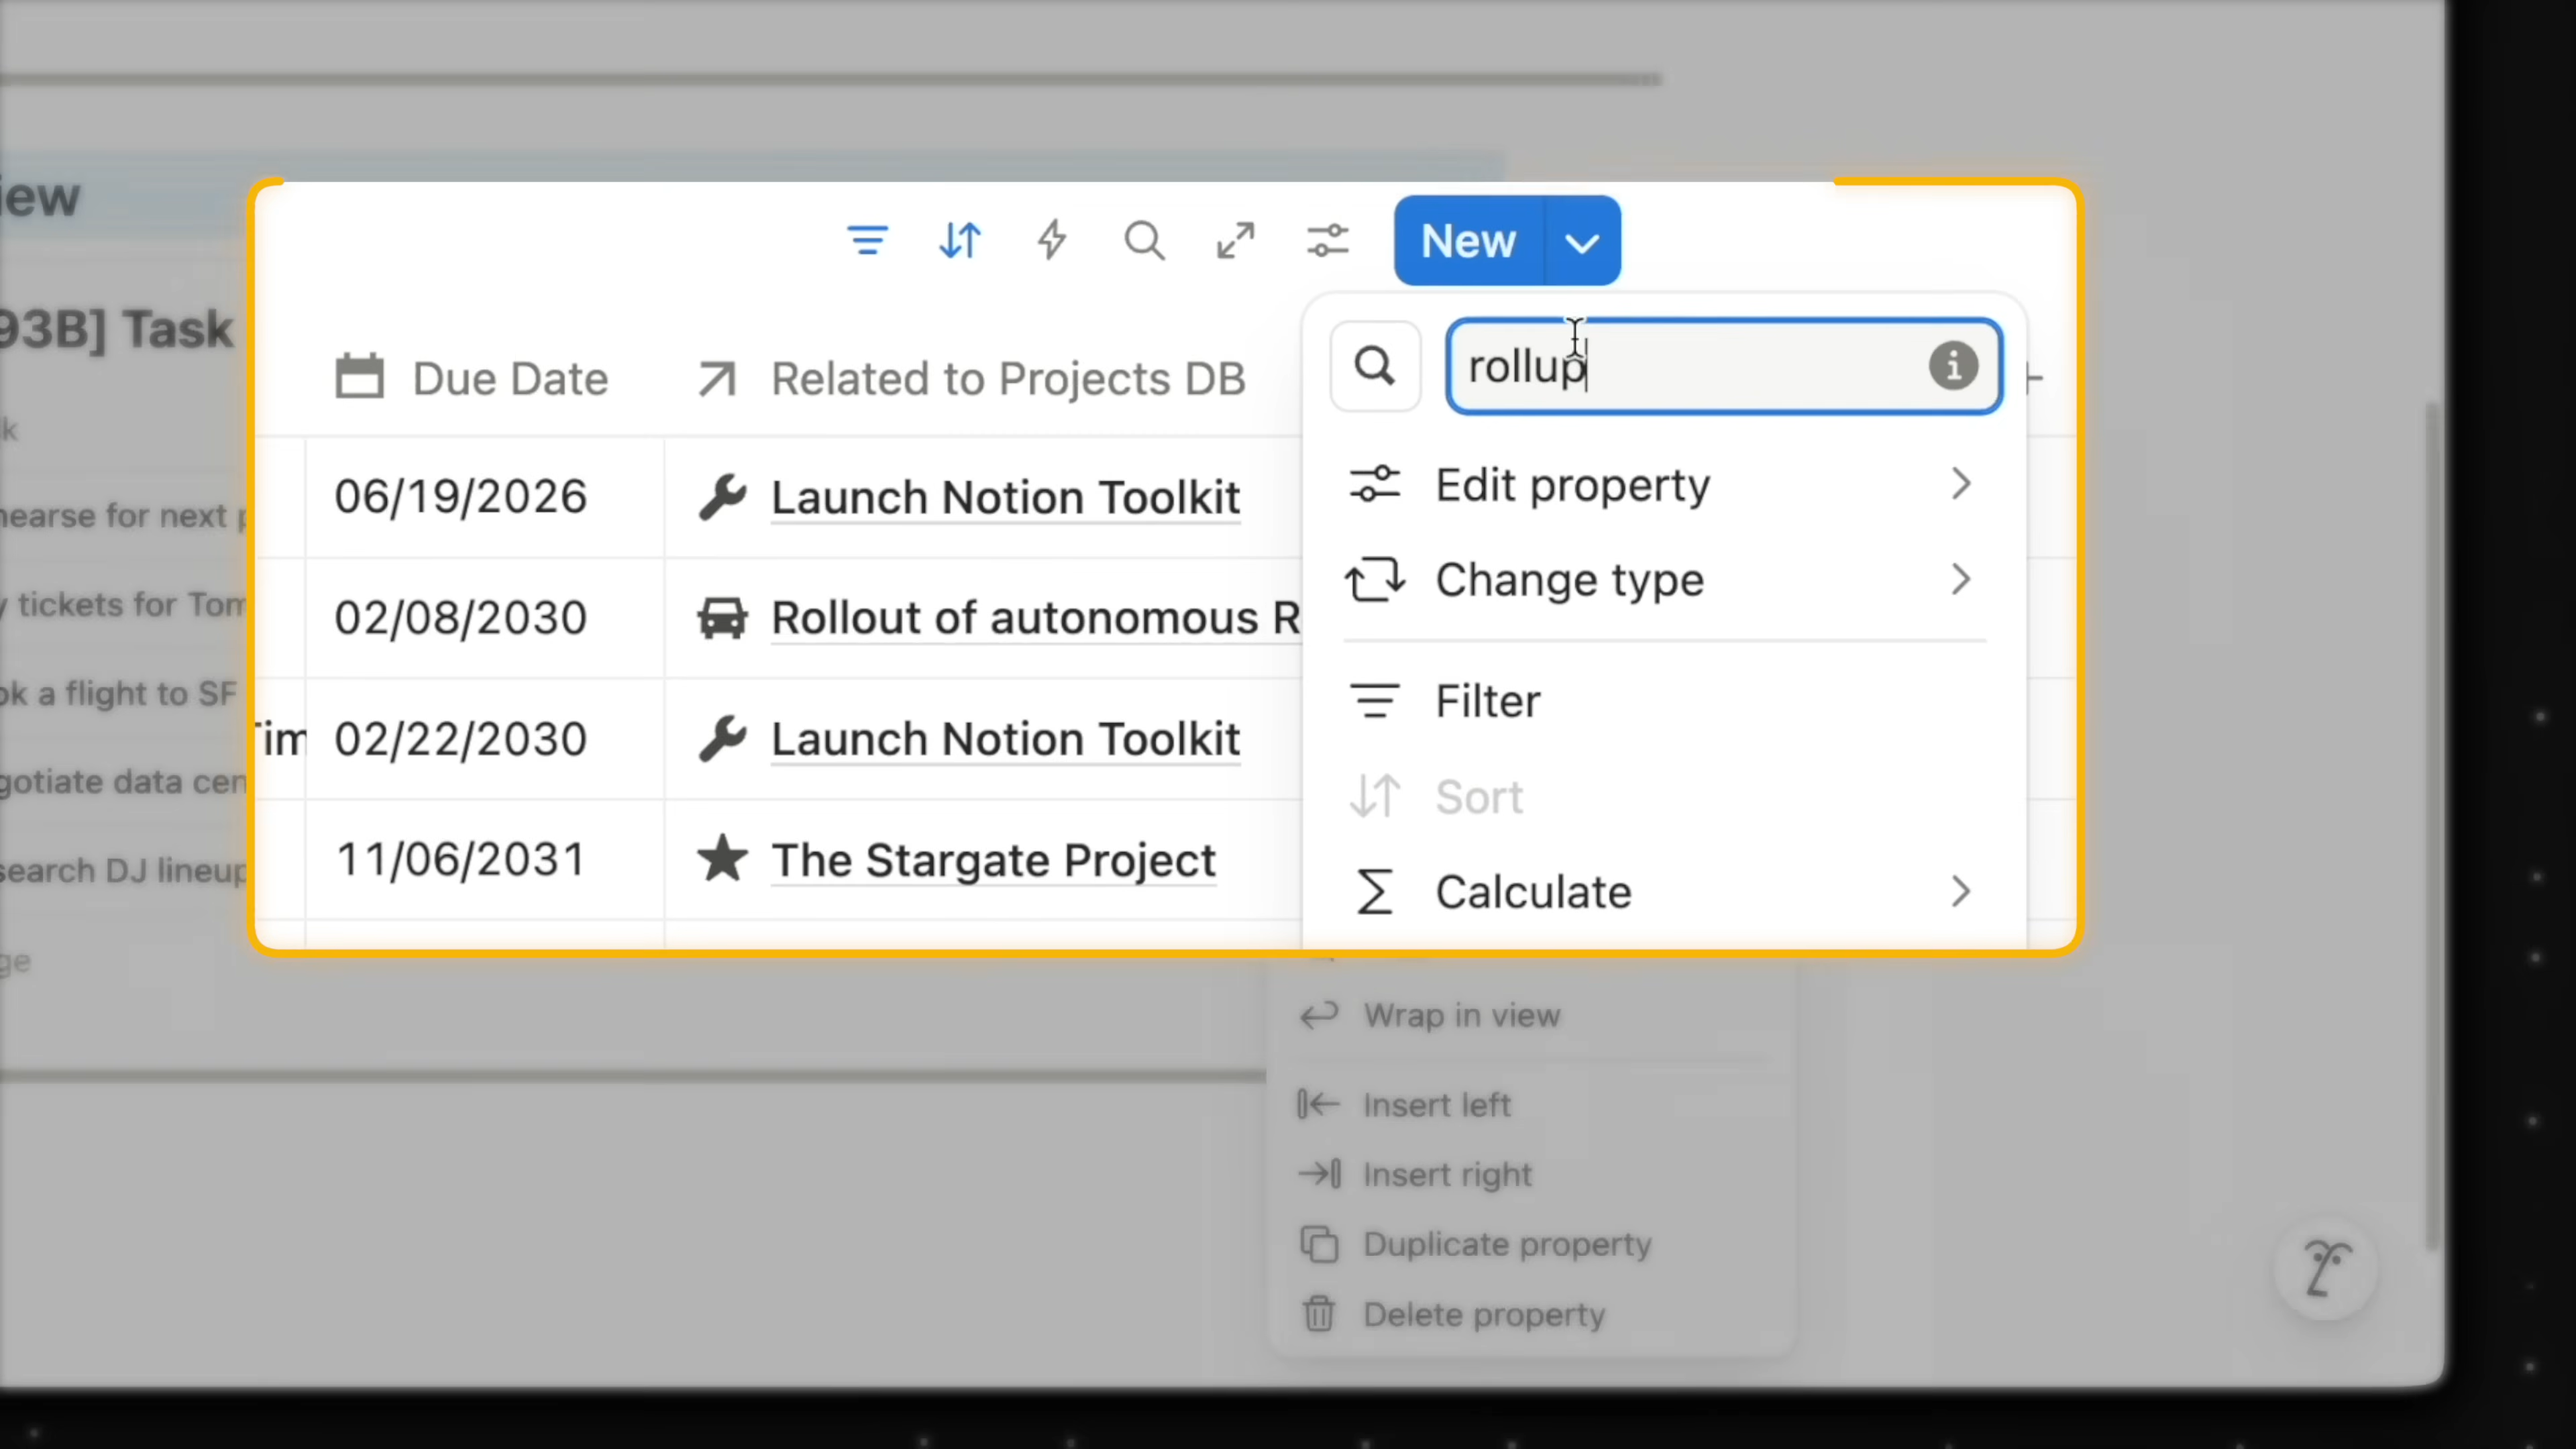 iew
New
93B] Task
rollup
Due Date
Related to Projects DB
k
Edit property
06/19/2026
Launch Notion Toolkit
nearse for next p
Change type
02/08/2030
Rollout of autonomous R
y tickets for Tom
Filter
ok a flight to SF
Tim
02/22/2030
Launch Notion Toolkit
gotiate data cen
Sort
11/06/2031
The Stargate Project
search DJ lineup
Calculate
ge
Wrap in view
Insert left
Insert right
Duplicate property
Delete property